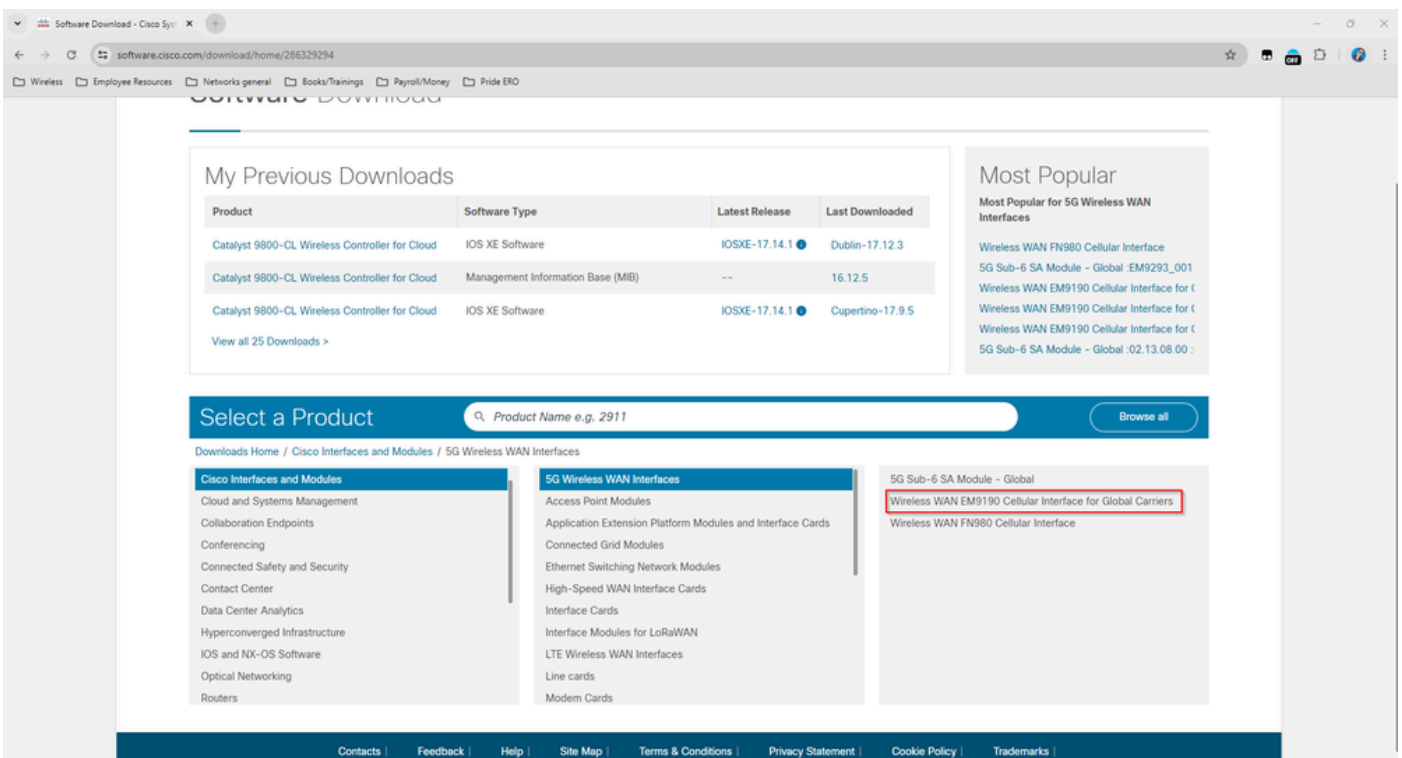 Software Download - Cisco Syst
software.cisco.com/download/home/286329294
OFF
Wireless Employee Resources Networks general Books/Trainings Payroll/Money Pride ERO
Software Download
My Previous Downloads
Product Software Type Latest Release Last Downloaded
Catalyst 9800-CL Wireless Controller for Cloud IOS XE Software IOSXE-17.14.1 Dublin-17.12.3
Catalyst 9800-CL Wireless Controller for Cloud Management Information Base (MIB) -- 16.12.5
Catalyst 9800-CL Wireless Controller for Cloud IOS XE Software IOSXE-17.14.1 Cupertino-17.9.5
View all 25 Downloads >
Most Popular
Most Popular for 5G Wireless WAN
Interfaces
Wireless WAN FN980 Cellular Interface
5G Sub-6 SA Module - Global :EM9293_001
Wireless WAN EM9190 Cellular Interface for
Wireless WAN EM9190 Cellular Interface for
Wireless WAN EM9190 Cellular Interface for
5G Sub-6 SA Module - Global :02.13.08.00 :
Select a Product
Product Name e.g. 2911
Browse all
Downloads Home / Cisco Interfaces and Modules / 5G Wireless WAN Interfaces
Cisco Interfaces and Modules
Cloud and Systems Management
Collaboration Endpoints
Conferencing
Connected Safety and Security
Contact Center
Data Center Analytics
Hyperconverged Infrastructure
IOS and NX-OS Software
Optical Networking
Routers
5G Wireless WAN Interfaces
Access Point Modules
Application Extension Platform Modules and Interface Cards
Connected Grid Modules
Ethernet Switching Network Modules
High-Speed WAN Interface Cards
Interface Cards
Interface Modules for LoRaWAN
LTE Wireless WAN Interfaces
Line cards
Modem Cards
5G Sub-6 SA Module - Global
Wireless WAN EM9190 Cellular Interface for Global Carriers
Wireless WAN FN980 Cellular Interface
Contacts | Feedback | Help | Site Map | Terms & Conditions | Privacy Statement | Cookie Policy | Trademarks |